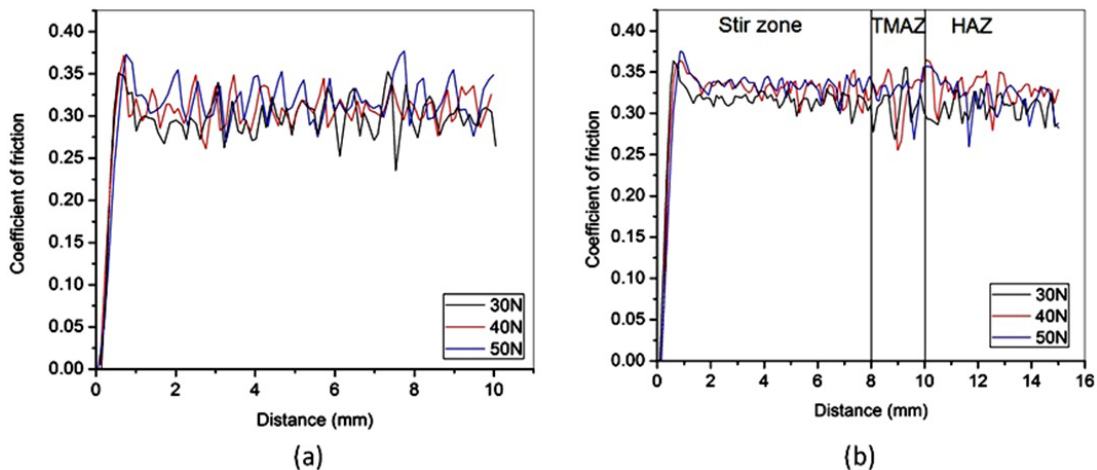 0.40
0.35
0.30
0.25
0.20
0.15
0.10
0.05
0.00
Coefficient of friction
0 2 4 6 8 10
Distance (mm)
30N
40N
50N
(a)
Stir zone TMAZ HAZ
0.40
0.35
0.30
0.25
0.20
0.15
0.10
0.05
0.00
Coefficient of friction
0 2 4 6 8 10 12 14 16
Distance (mm)
30N
40N
50N
(b)